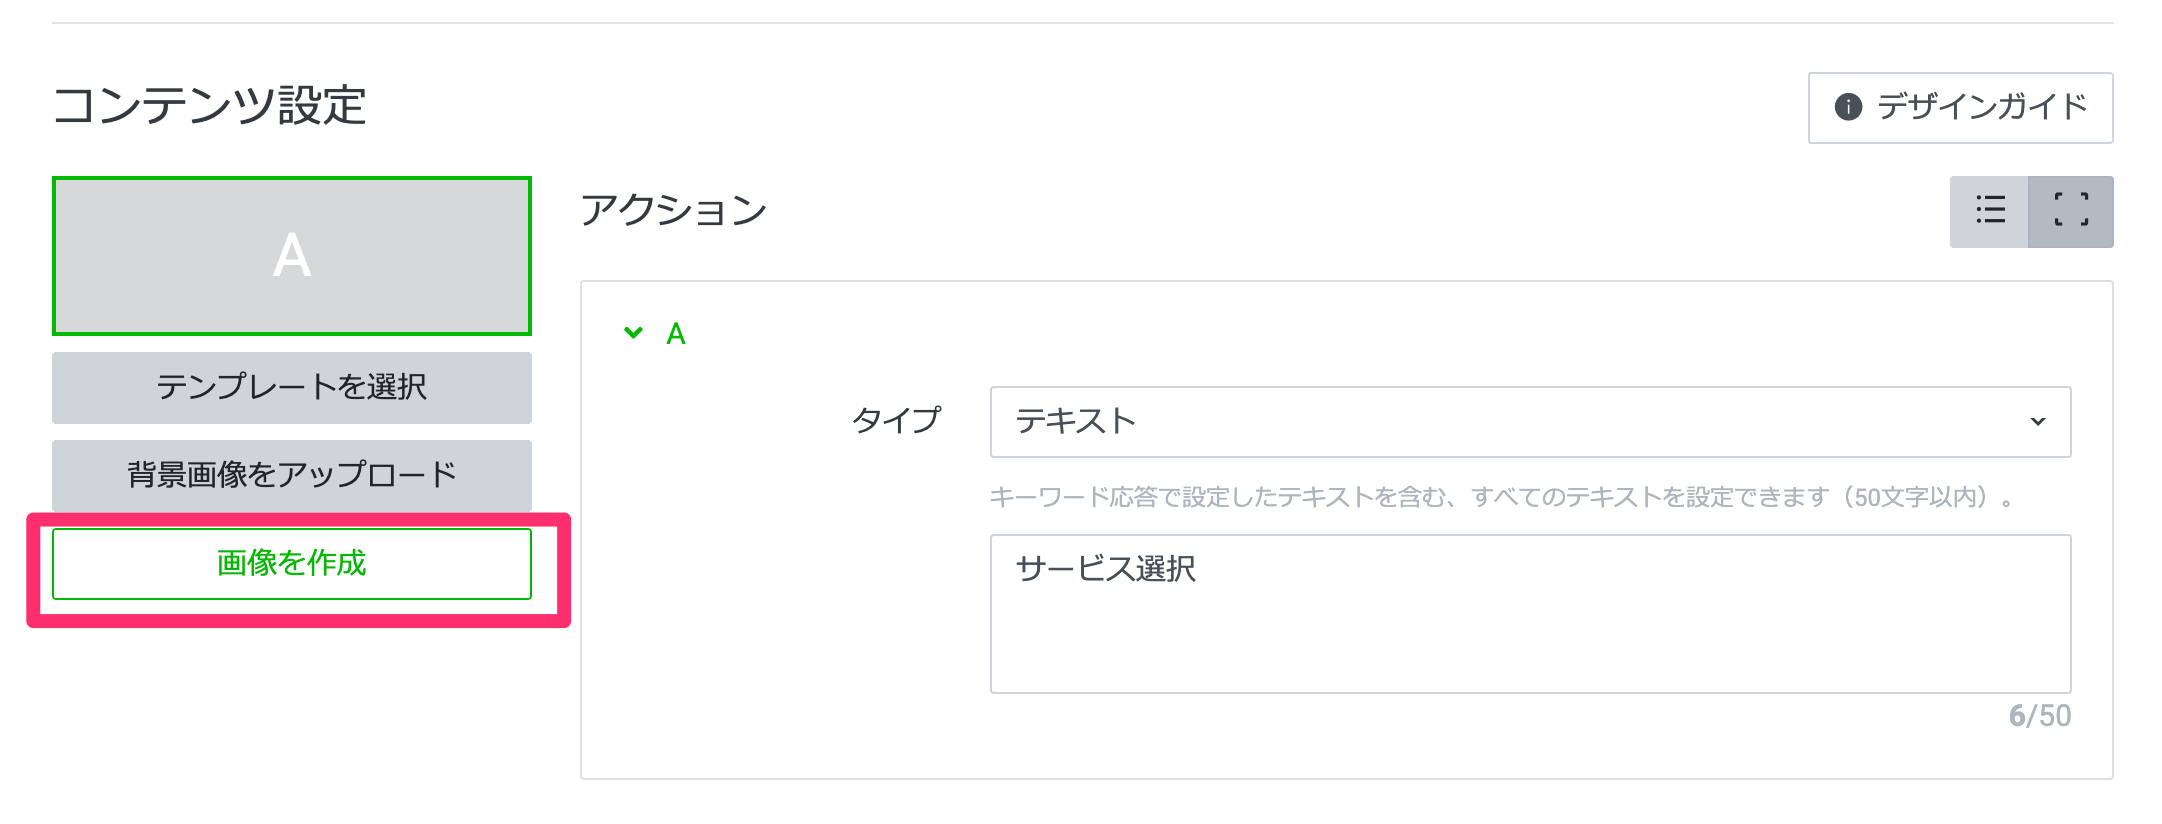 コンテンツ設定
デザインガイド
A
アクション
A
テンプレートを選択
タイプ
テキスト
背景画像をアップロード
キーワード応答で設定したテキストを含む、すべてのテキストを設定できます（50文字以内）。
画像を作成
サービス選択
6/50